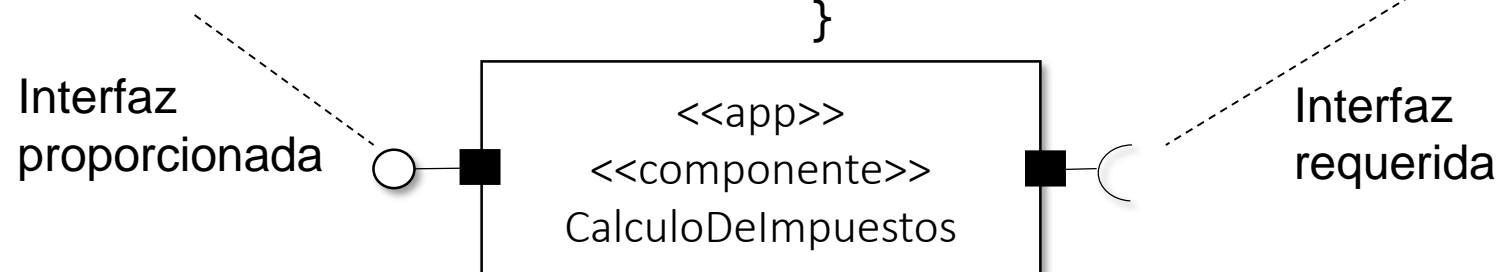 }
Interfaz
proporcionada
<<app>>
<<componente>>
CalculoDeImpuestos
Interfaz
requerida